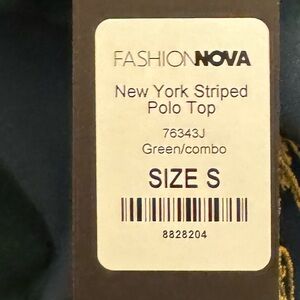 FASHIONNOVA
New York Striped
Polo Top
76343J
Green/combo
SIZE S
8828204